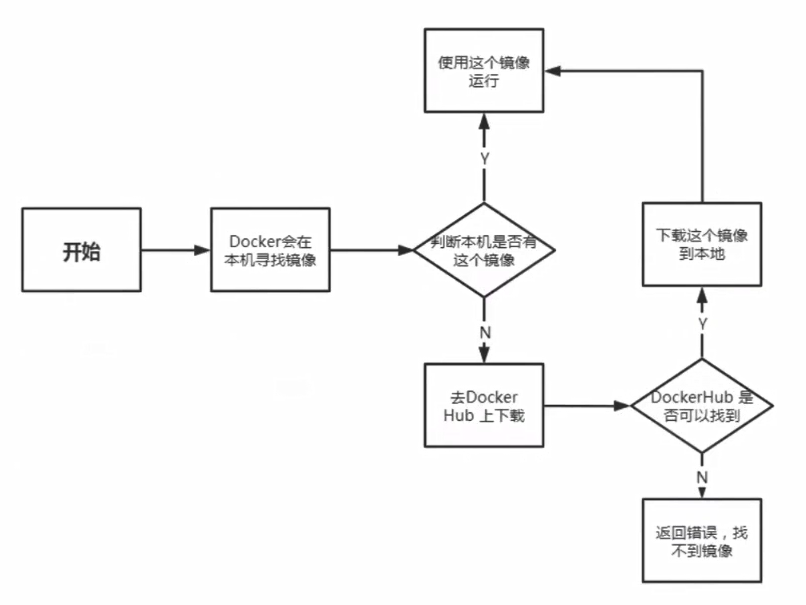 使用这个镜像
运行
Y
开始
Docker会在
本机寻找镜像
判断本机是否有
这个镜像
下载这个镜像
到本地
N
Y
去Docker
Hub 上下载
DockerHub 是
否可以找到
N
返回错误，找
不到镜像